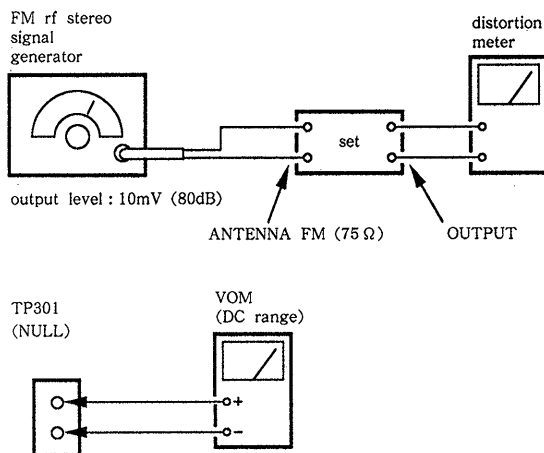 FM rf stereo
signal
generator
distortion
meter
set
output level : 10mV (80dB)
ANTENNA FM (75 Ω)
OUTPUT
TP301
(NULL)
VOM
(DC range)
+
−